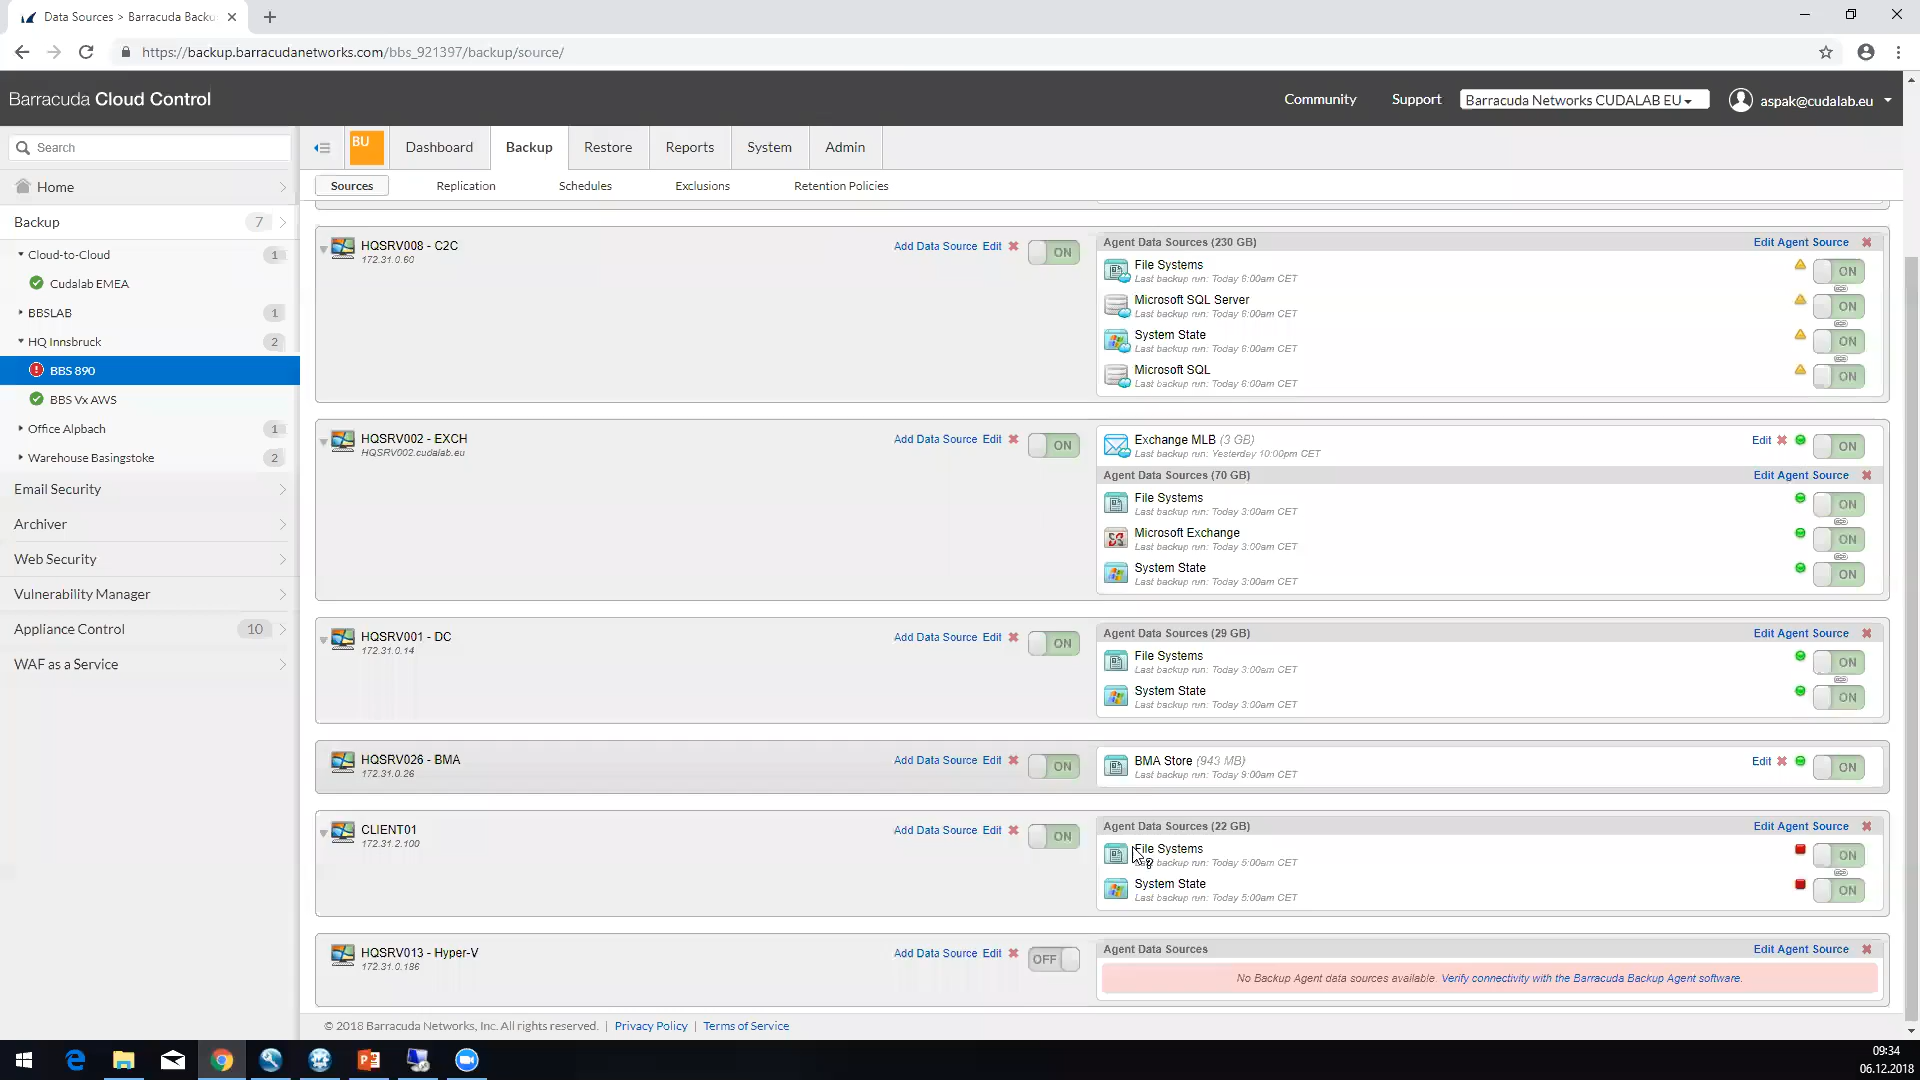 Data Sources > Barracuda Backu
https://backup.barracudanetworks.com/bbs_921397/backup/source/
Barracuda Cloud Control
Community
Support
Barracuda Networks CUDALAB EU
aspak@cudalab.eu
Search
Home
Backup
7
Cloud-to-Cloud
1
Cudalab EMEA
BBSLAB
1
HQ Innsbruck
2
BBS 890
BBS Vx AWS
Office Alpbach
1
Warehouse Basingstoke
2
Email Security
Archiver
Web Security
Vulnerability Manager
Appliance Control
10
WAF as a Service
BU
Dashboard
Backup
Restore
Reports
System
Admin
Sources
Replication
Schedules
Exclusions
Retention Policies
HQSRV008 - C2C
172.31.0.60
Add Data Source Edit
ON
Agent Data Sources (230 GB)
Edit Agent Source
File Systems
Last backup run: Today 6:00am CET
ON
Microsoft SQL Server
Last backup run: Today 6:00am CET
ON
System State
Last backup run: Today 6:00am CET
ON
Microsoft SQL
Last backup run: Today 6:00am CET
ON
HQSRV002 - EXCH
HQSRV002.cudalab.eu
Add Data Source Edit
ON
Exchange MLB (3 GB)
Last backup run: Yesterday 10:00pm CET
Edit
ON
Agent Data Sources (70 GB)
Edit Agent Source
File Systems
Last backup run: Today 3:00am CET
ON
Microsoft Exchange
Last backup run: Today 3:00am CET
ON
System State
Last backup run: Today 3:00am CET
ON
HQSRV001 - DC
172.31.0.14
Add Data Source Edit
ON
Agent Data Sources (29 GB)
Edit Agent Source
File Systems
Last backup run: Today 3:00am CET
ON
System State
Last backup run: Today 3:00am CET
ON
HQSRV026 - BMA
172.31.0.26
Add Data Source Edit
ON
BMA Store (943 MB)
Last backup run: Today 9:00am CET
Edit
ON
CLIENT01
172.31.2.100
Add Data Source Edit
ON
Agent Data Sources (22 GB)
Edit Agent Source
File Systems
backup run: Today 5:00am CET
ON
System State
Last backup run: Today 5:00am CET
ON
HQSRV013 - Hyper-V
172.31.0.186
Add Data Source Edit
OFF
Agent Data Sources
Edit Agent Source
No Backup Agent data sources available. Verify connectivity with the Barracuda Backup Agent software.
© 2018 Barracuda Networks, Inc. All rights reserved. | Privacy Policy | Terms of Service
09:34
06.12.2018